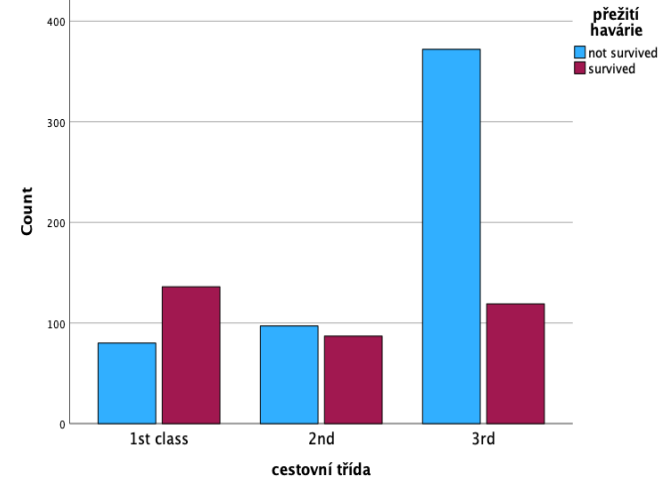 přežití
havárie
not survived
survived
400
300
200
100
0
Count
1st class
2nd
3rd
cestovní třída